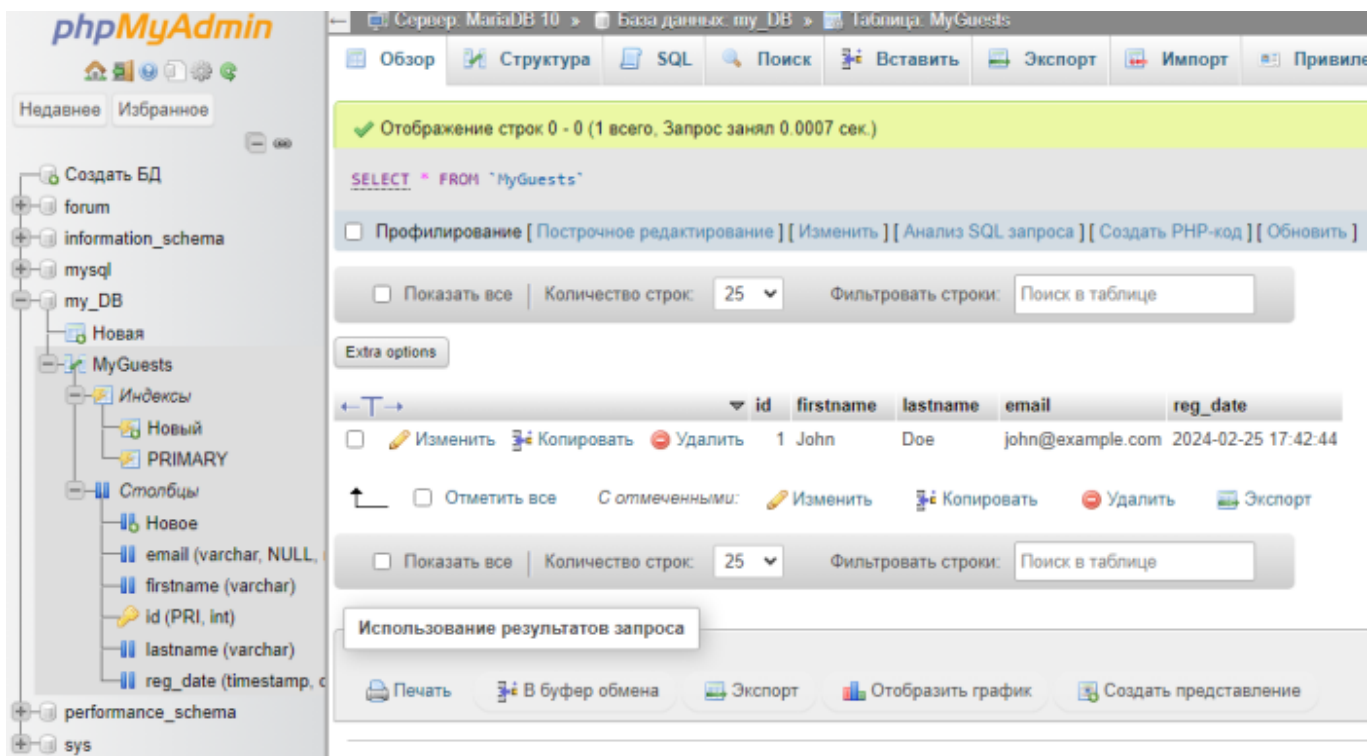 phpMyAdmin
Недавнее Избранное
Создать БД
forum
information_schema
mysql
my_DB
Новая
MyGuests
Индексы
Новый
PRIMARY
Столбцы
Новое
email (varchar, NULL,
firstname (varchar)
id (PRI, int)
lastname (varchar)
reg_date (timestamp,
performance_schema
sys
Сервер: MariaDB 10 » База данных: my_DB » Таблица: MyGuests
Обзор Структура SQL Поиск Вставить Экспорт Импорт Привиле
Отображение строк 0 - 0 (1 всего, Запрос занял 0.0007 сек.)
SELECT * FROM `MyGuests`
Профилирование [ Построчное редактирование ] [ Изменить ] [ Анализ SQL запроса ] [ Создать PHP-код ] [ Обновить ]
Показать все | Количество строк: 25 Фильтровать строки: Поиск в таблице
Extra options
←T→ id firstname lastname email reg_date
Изменить Копировать Удалить 1 John Doe john@example.com 2024-02-25 17:42:44
Отметить все С отмеченными: Изменить Копировать Удалить Экспорт
Показать все | Количество строк: 25 Фильтровать строки: Поиск в таблице
Использование результатов запроса
Печать В буфер обмена Экспорт Отобразить график Создать представление